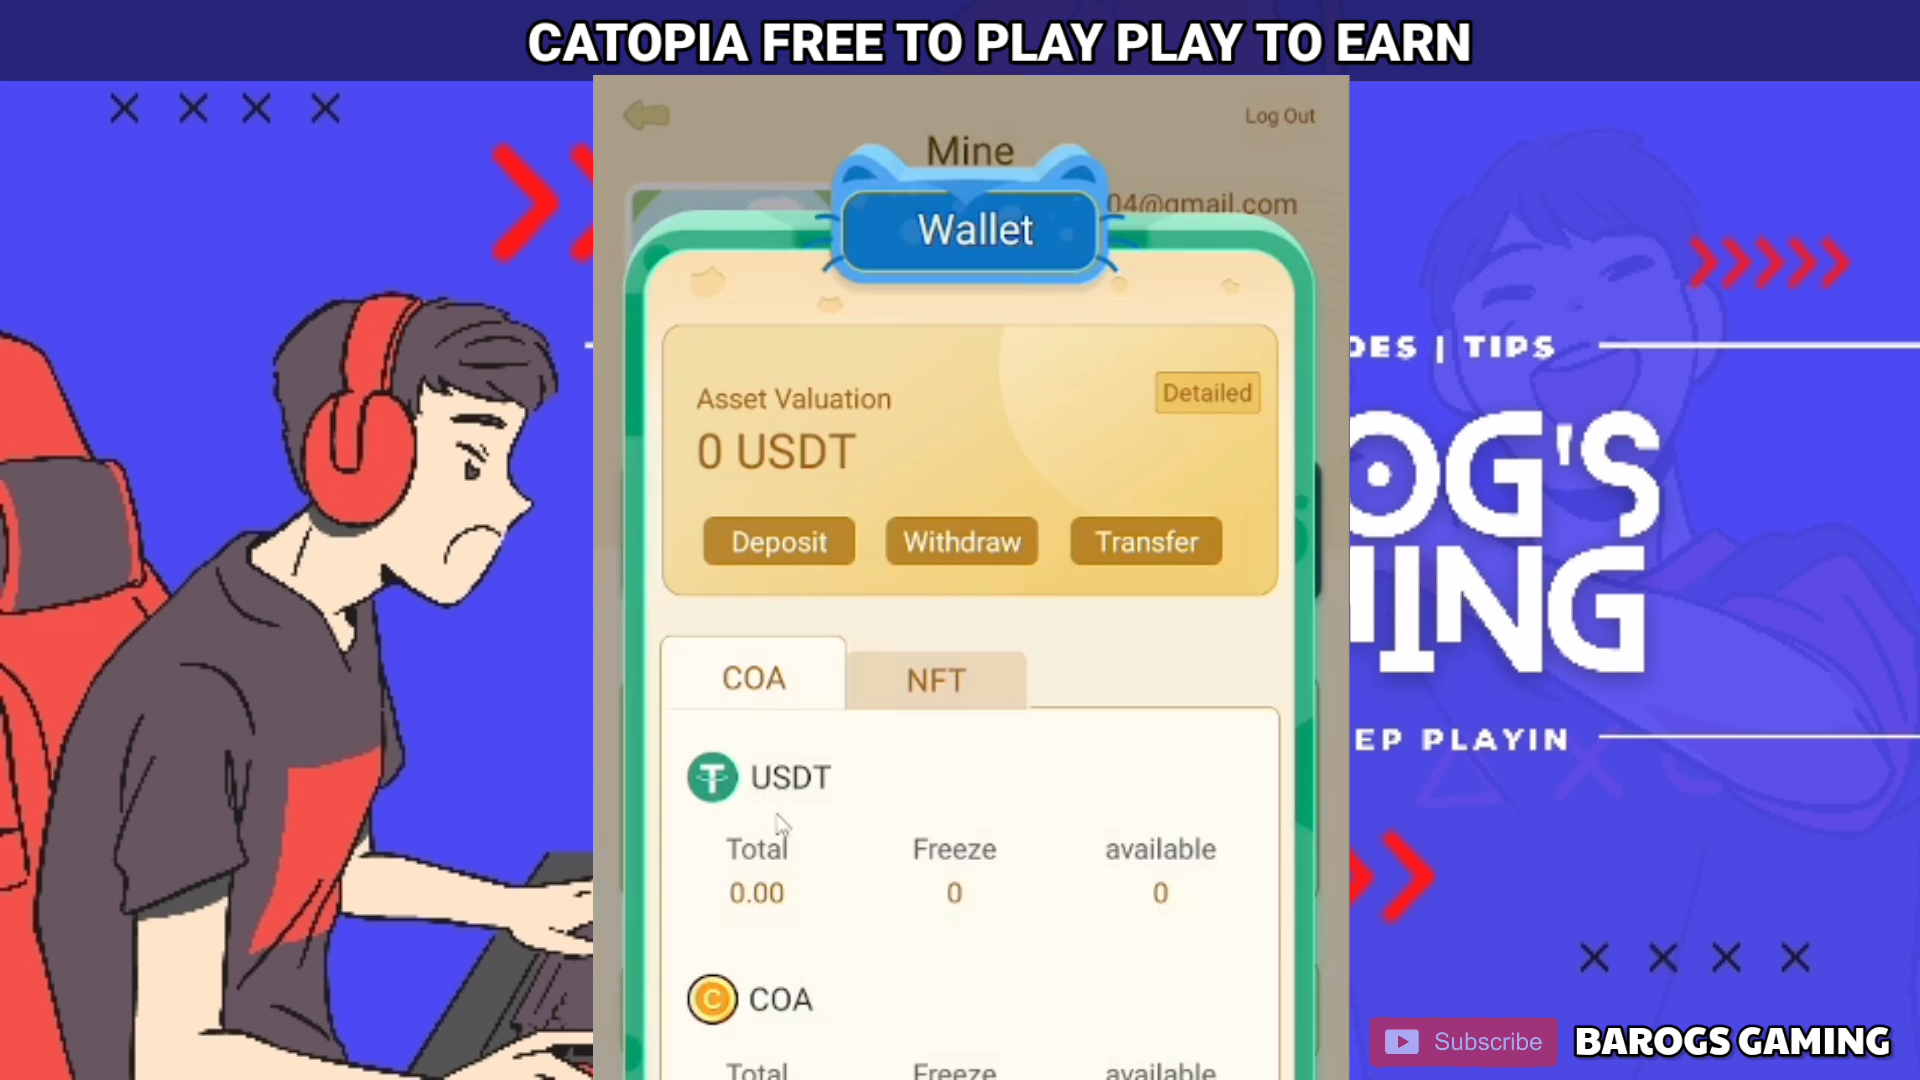 CATOPIA FREE TO PLAY PLAY TO EARN
Log Out
Mine
04@gmail.com
Wallet
Asset Valuation
Detailed
0 USDT
Deposit Withdraw Transfer
COA NFT
USDT
Total Freeze available
0.00 0 0
COA
Total Freeze available
DES | TIPS
OG'S
ING
EP PLAYIN
Subscribe BAROGS GAMING